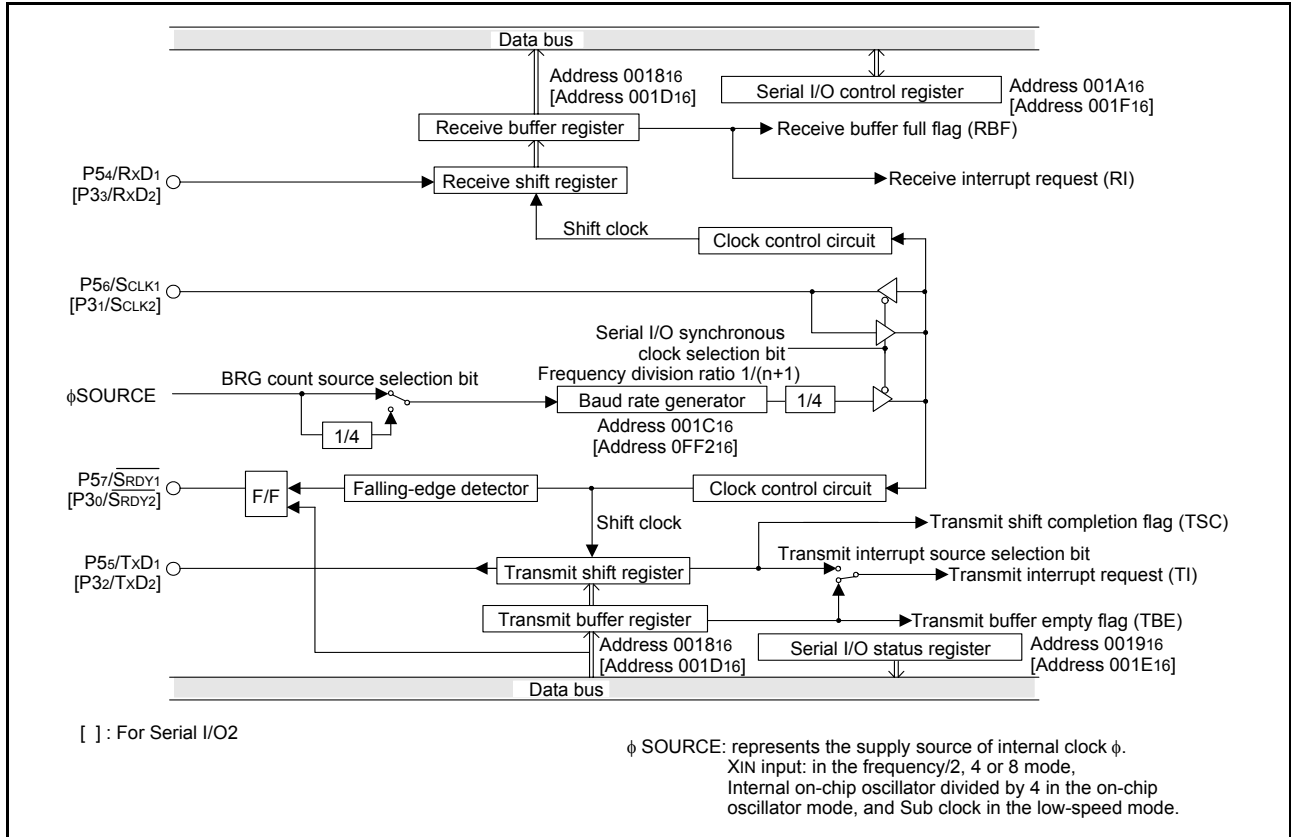 Data bus
Address 001816
[Address 001D16]
Serial I/O control register
Address 001A16
[Address 001F16]
Receive buffer register
Receive buffer full flag (RBF)
P54/RXD1
[P33/RXD2]
Receive shift register
Receive interrupt request (RI)
Shift clock
Clock control circuit
P56/SCLK1
[P31/SCLK2]
Serial I/O synchronous
clock selection bit
BRG count source selection bit
Frequency division ratio 1/(n+1)
ϕSOURCE
Baud rate generator
1/4
1/4
Address 001C16
[Address 0FF216]
P57/SRDY1
[P30/SRDY2]
F/F
Falling-edge detector
Clock control circuit
Shift clock
Transmit shift completion flag (TSC)
P55/TXD1
[P32/TXD2]
Transmit shift register
Transmit interrupt source selection bit
Transmit interrupt request (TI)
Transmit buffer register
Transmit buffer empty flag (TBE)
Address 001816
[Address 001D16]
Serial I/O status register
Address 001916
[Address 001E16]
Data bus
[ ] : For Serial I/O2
ϕ SOURCE: represents the supply source of internal clock ϕ.
XIN input: in the frequency/2, 4 or 8 mode,
Internal on-chip oscillator divided by 4 in the on-chip
oscillator mode, and Sub clock in the low-speed mode.